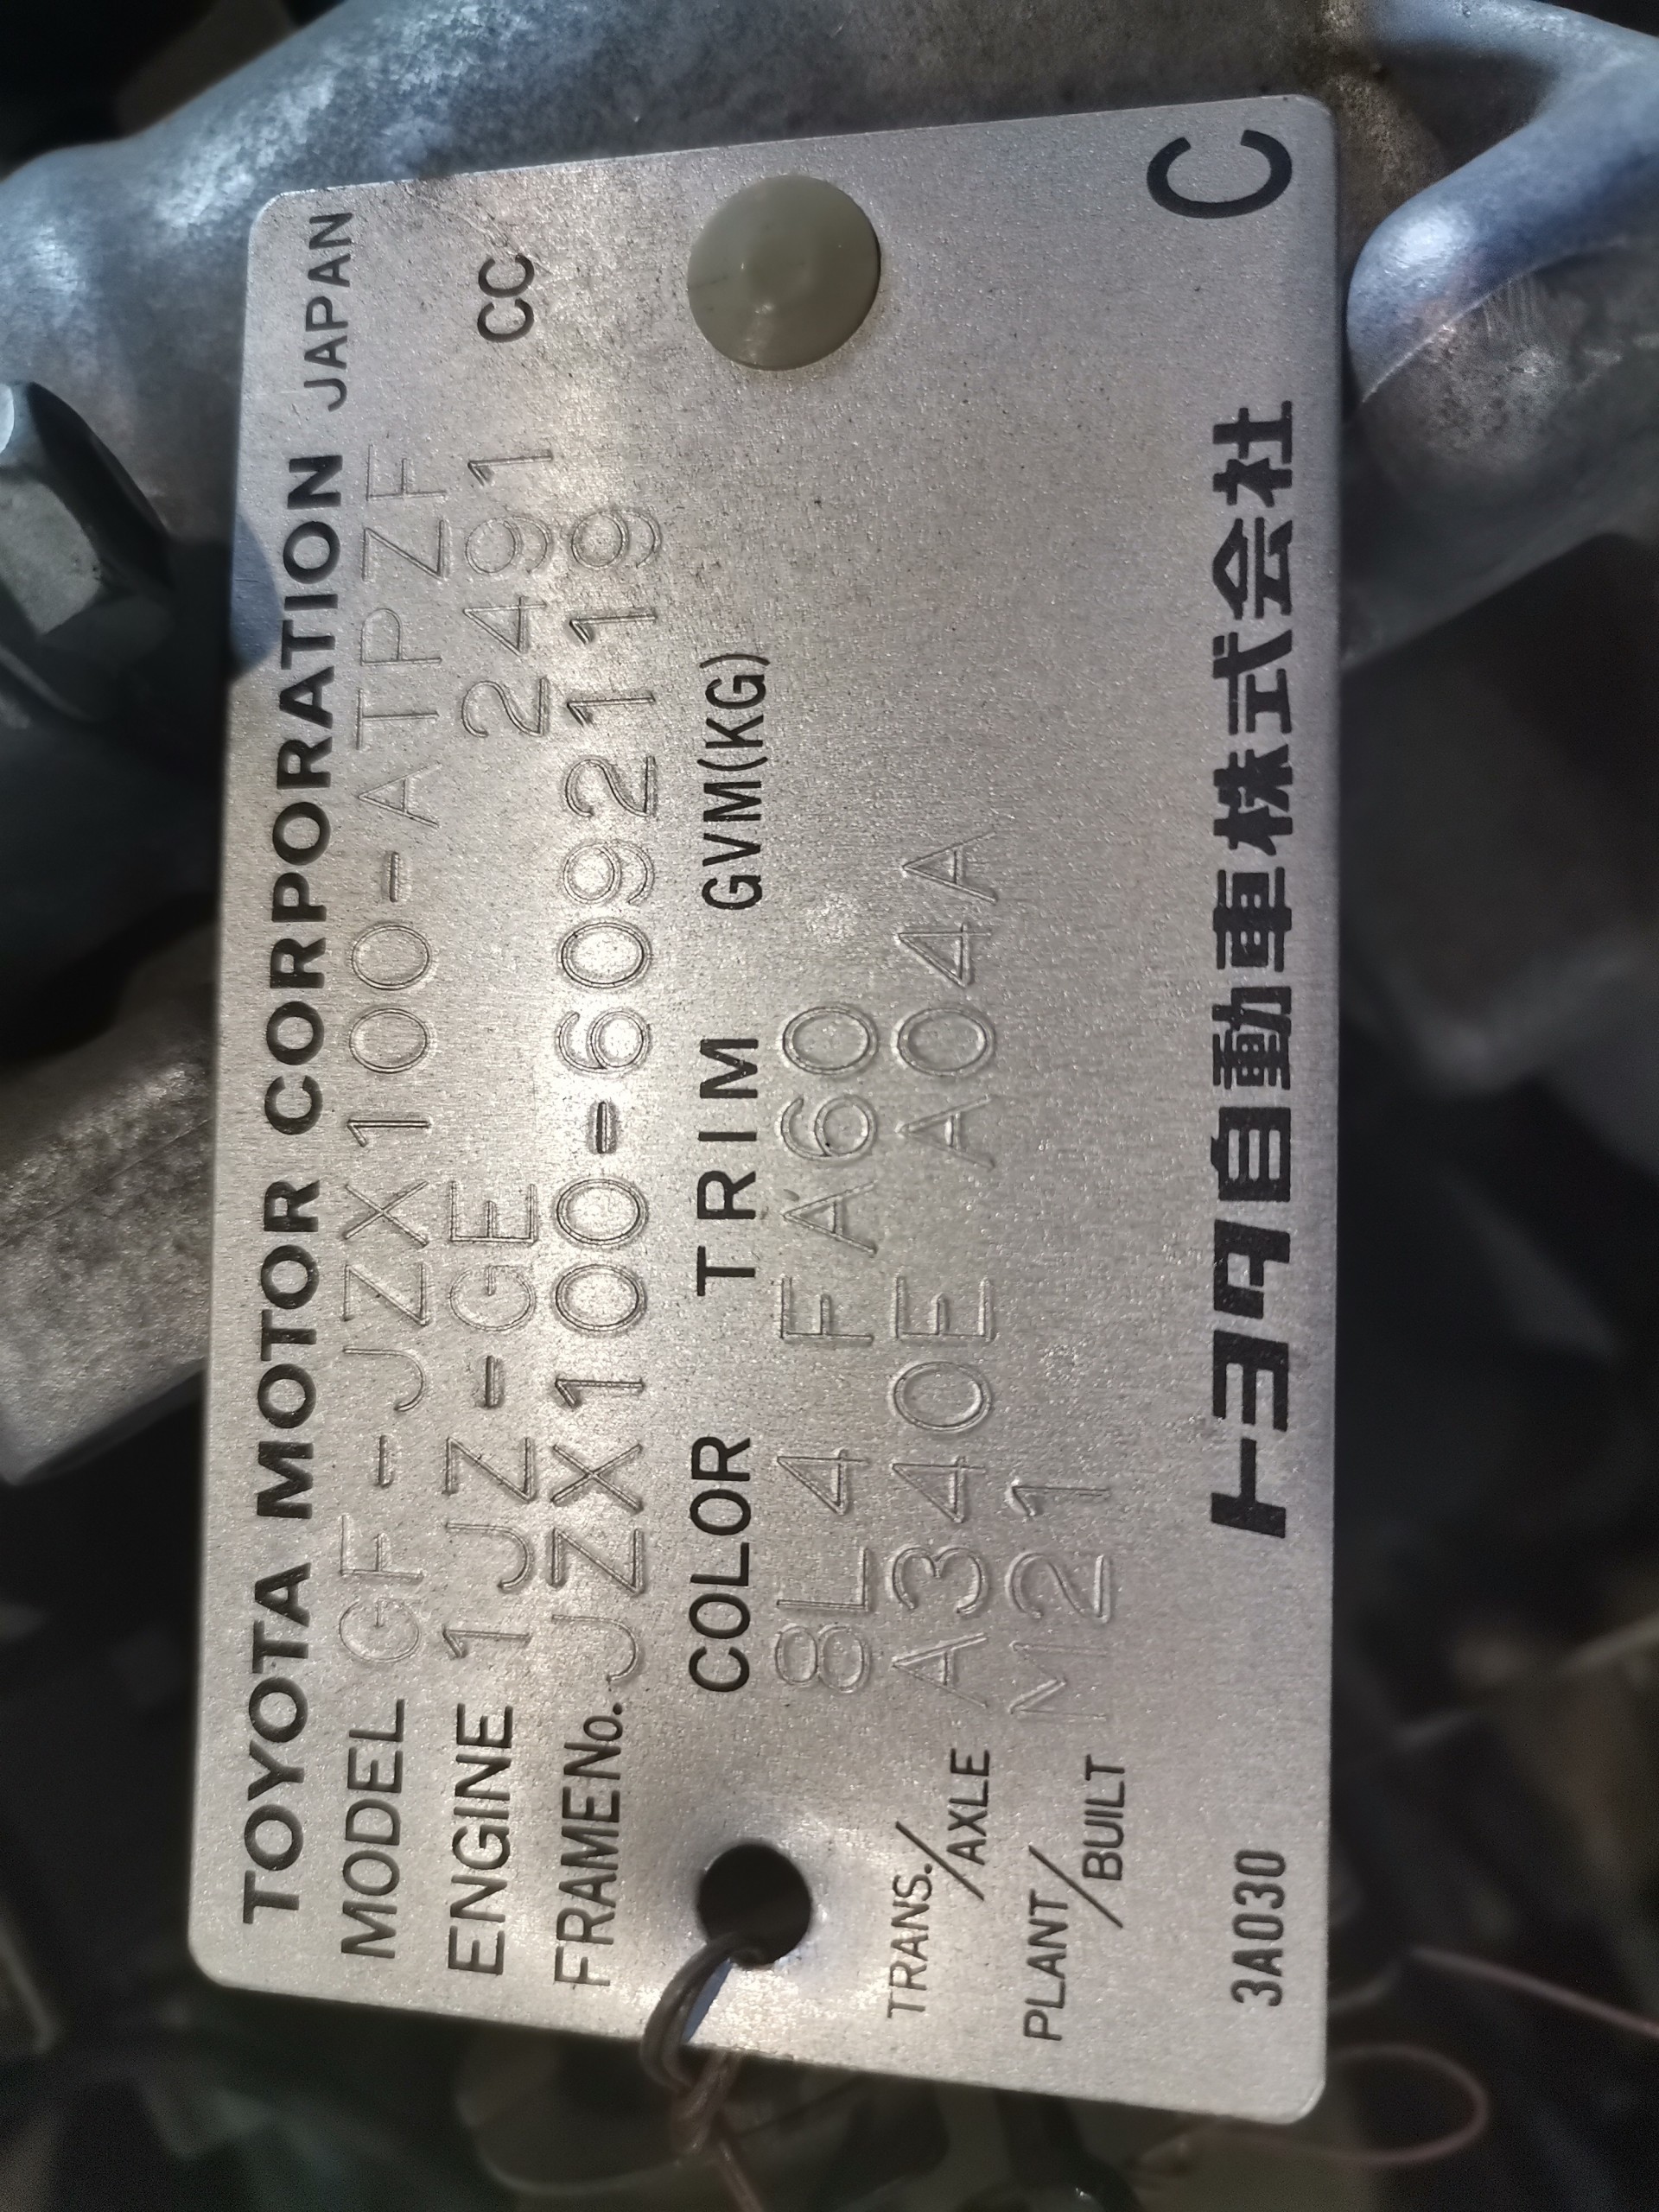 TOYOTA MOTOR CORPORATION JAPAN
MODEL GF-JZX100-ATPZF
ENGINE 1JZ-GE 2491 CC
FRAMENo. JZX100-6092119
COLOR TRIM GVM(KG)
8L4 FA60
TRANS./AXLE A340E A04A
PLANT/BUILT M21
3A030 トヨタ自動車株式会社 C